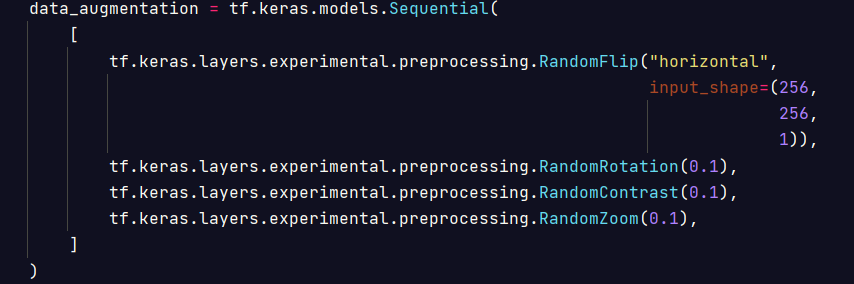 data_augmentation = tf.keras.models.Sequential(
[
tf.keras.layers.experimental.preprocessing.RandomFlip("horizontal",
input_shape=(256,
256,
1)),
tf.keras.layers.experimental.preprocessing.RandomRotation(0.1),
tf.keras.layers.experimental.preprocessing.RandomContrast(0.1),
tf.keras.layers.experimental.preprocessing.RandomZoom(0.1),
]
)